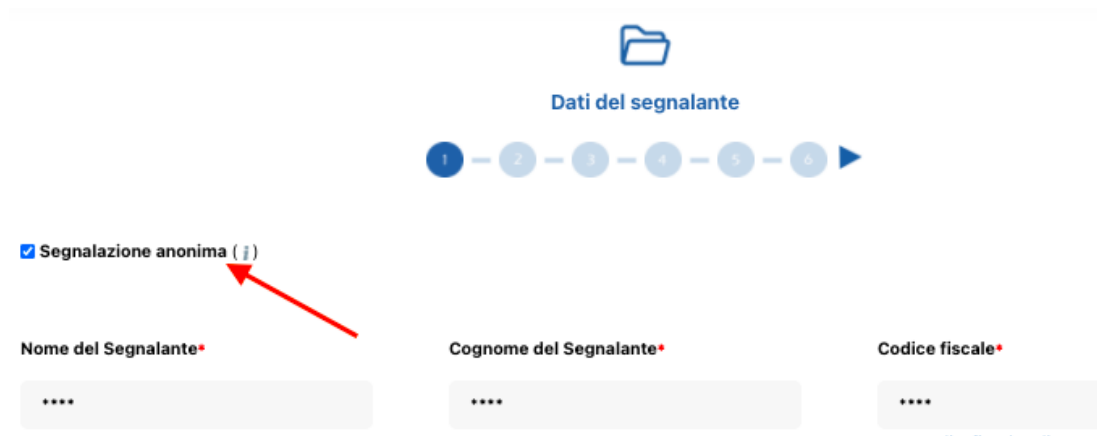 Dati del segnalante
1 2 3 4 5 6
Segnalazione anonima (i)
Nome del Segnalante* Cognome del Segnalante* Codice fiscale*
**** **** ****